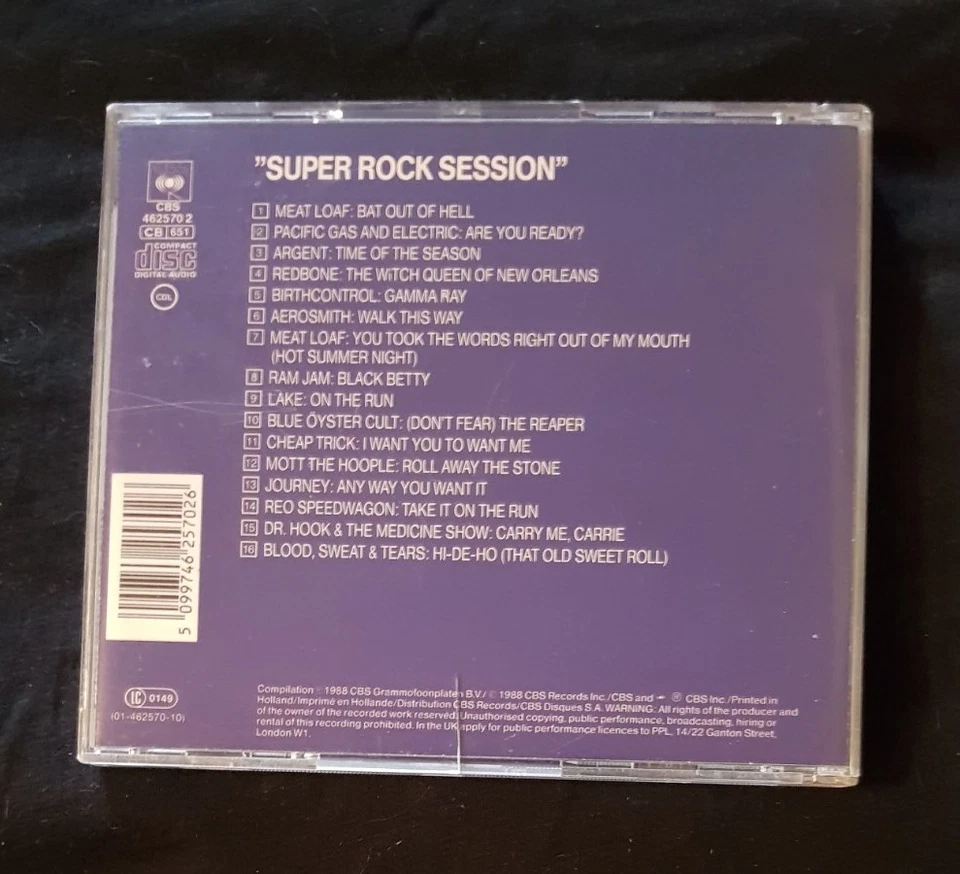 "SUPER ROCK SESSION"
CBS
462570 2
CB 651
COMPACT
disc
DIGITAL AUDIO
CDL
1 MEAT LOAF: BAT OUT OF HELL
2 PACIFIC GAS AND ELECTRIC: ARE YOU READY?
3 ARGENT: TIME OF THE SEASON
4 REDBONE: THE WITCH QUEEN OF NEW ORLEANS
5 BIRTHCONTROL: GAMMA RAY
6 AEROSMITH: WALK THIS WAY
7 MEAT LOAF: YOU TOOK THE WORDS RIGHT OUT OF MY MOUTH
(HOT SUMMER NIGHT)
8 RAM JAM: BLACK BETTY
9 LAKE: ON THE RUN
10 BLUE ÖYSTER CULT: (DON'T FEAR) THE REAPER
11 CHEAP TRICK: I WANT YOU TO WANT ME
12 MOTT THE HOOPLE: ROLL AWAY THE STONE
13 JOURNEY: ANY WAY YOU WANT IT
14 REO SPEEDWAGON: TAKE IT ON THE RUN
15 DR. HOOK & THE MEDICINE SHOW: CARRY ME, CARRIE
16 BLOOD, SWEAT & TEARS: HI-DE-HO (THAT OLD SWEET ROLL)
5 099746 257026
LC 0149
(01-462570-10)
Compilation © 1988 CBS Grammofoonplaten B.V./ © 1988 CBS Records Inc./CBS and ℗ CBS Inc./Printed in
Holland/Imprimé en Hollande/Distribution CBS Records/CBS Disques S.A. WARNING: All rights of the producer and
of the owner of the recorded work reserved. Unauthorised copying, public performance, broadcasting, hiring or
rental of this recording prohibited. In the UK apply for public performance licences to PPL, 14/22 Ganton Street,
London W1.